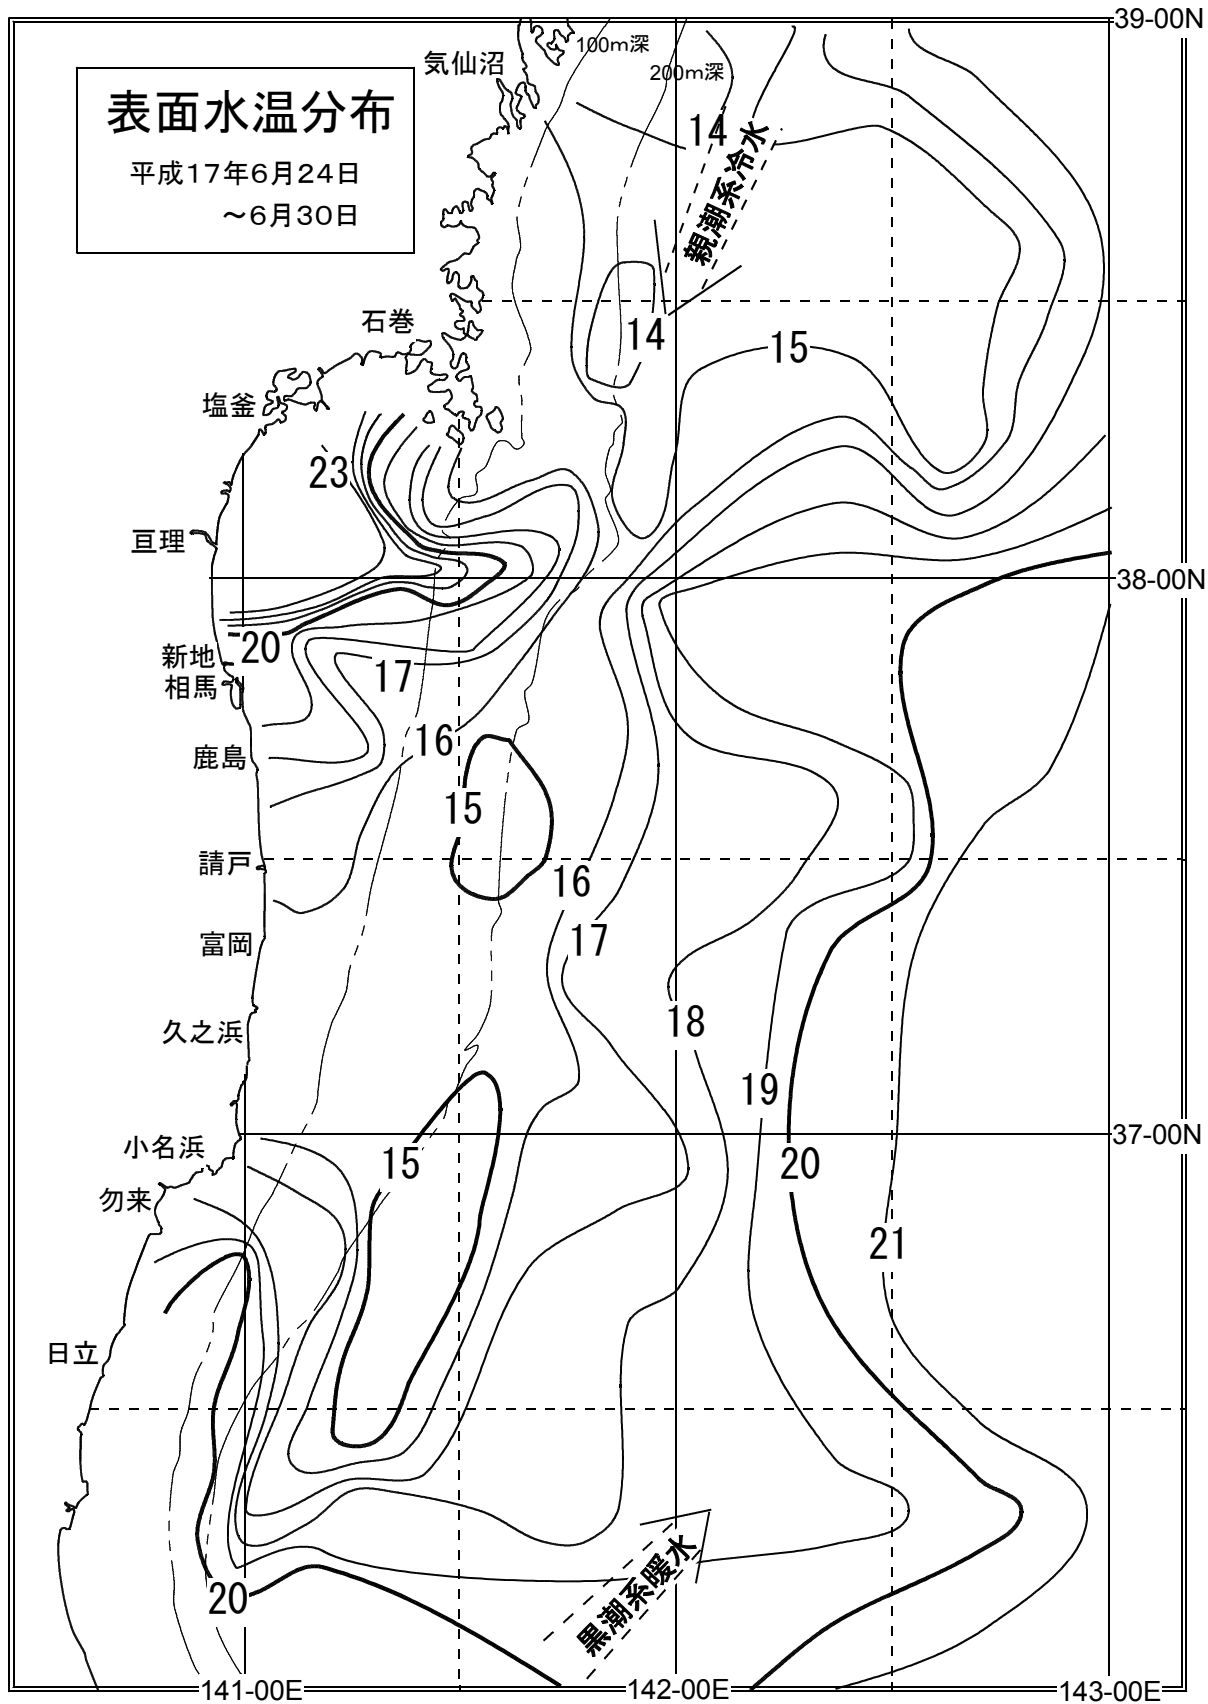 39-00N
100m深
気仙沼
200m深
表面水温分布
平成17年6月24日
～6月30日
14
親潮系冷水
石巻
14
15
塩釜
23
亘理
38-00N
20
新地
17
相馬
16
鹿島
15
請戸
16
富岡
17
18
久之浜
19
37-00N
小名浜
15
20
勿来
21
日立
20
黒潮系暖水
141-00E
142-00E
143-00E